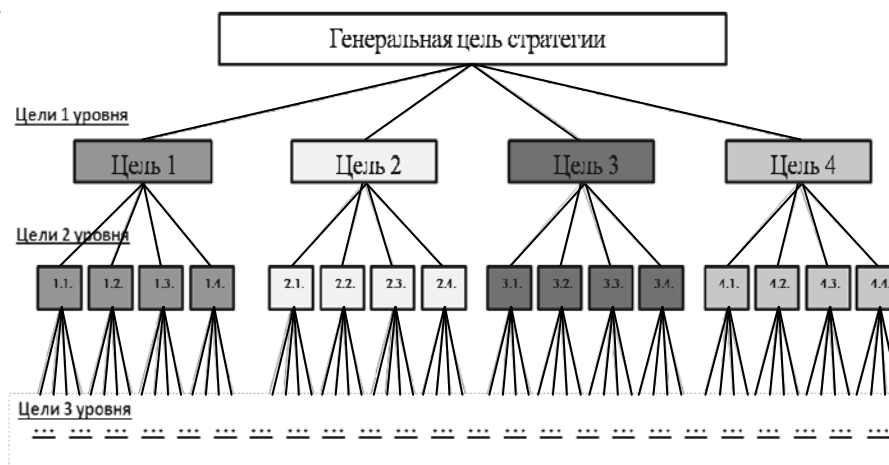 Генеральная цель стратегии
Цели 1 уровня
Цель 1 Цель 2 Цель 3 Цель 4
Цели 2 уровня
1.1. 1.2. 1.3. 1.4. 2.1. 2.2. 2.3. 2.4. 3.1. 3.2. 3.3. 3.4. 4.1. 4.2. 4.3. 4.4.
Цели 3 уровня
... ... ... ... ... ... ... ... ... ... ... ... ... ... ... ... ... ... ... ... ... ... ... ...